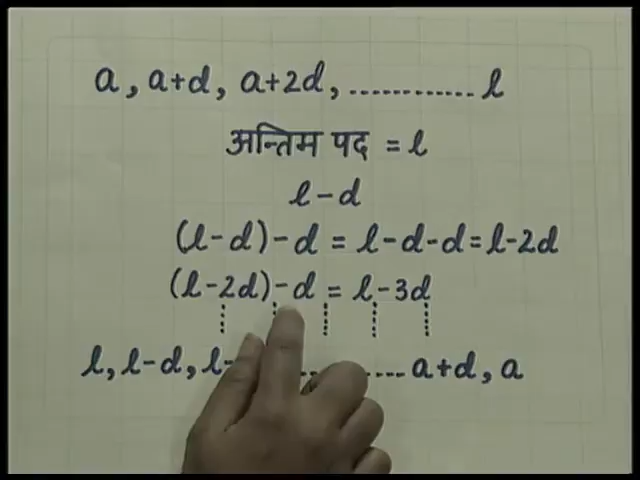 a, a+d, a+2d, ............ l
अन्तिम पद = l
l-d
(l-d)-d = l-d-d = l-2d
(l-2d)-d = l-3d
l, l-d, l- ......... a+d, a